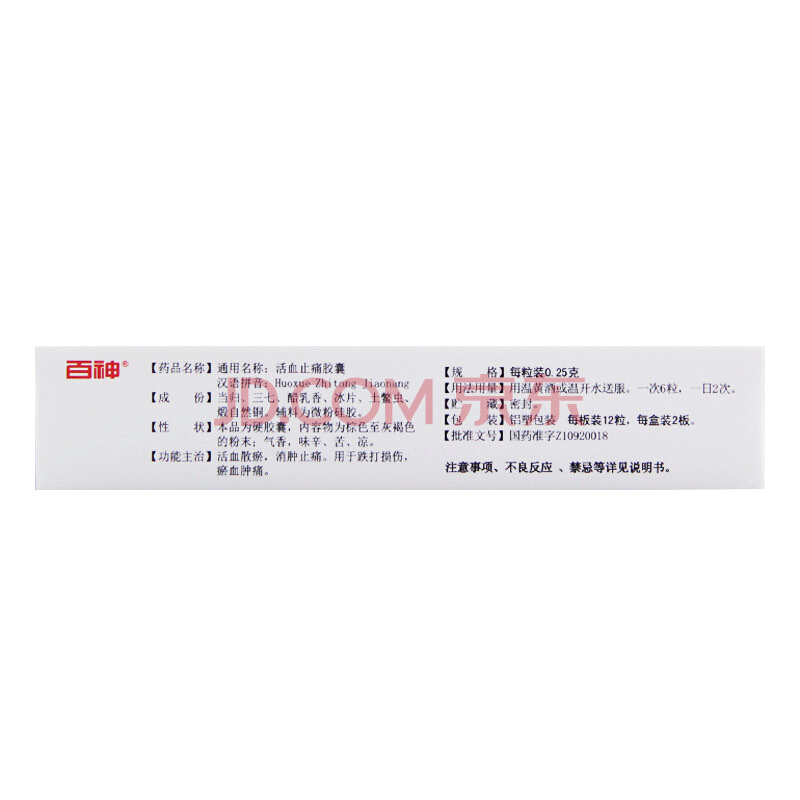 百神®
【药品名称】通用名称：活血止痛胶囊
汉语拼音：Huoxue Zhitong Jiaonang
【成　　份】当归、三七、醋乳香、冰片、土鳖虫、
煅自然铜。辅料为微粉硅胶。
【性　　状】本品为硬胶囊，内容物为棕色至灰褐色
的粉末；气香，味辛、苦、凉。
【功能主治】活血散瘀，消肿止痛。用于跌打损伤，
瘀血肿痛。
【规　　格】每粒装0.25克
【用法用量】用温黄酒或温开水送服。一次6粒，一日2次。
【贮　　藏】密封
【包　　装】铝塑包装　每板装12粒，每盒装2板。
【批准文号】国药准字Z10920018
注意事项、不良反应 、禁忌等详见说明书。
JD.COM 京东